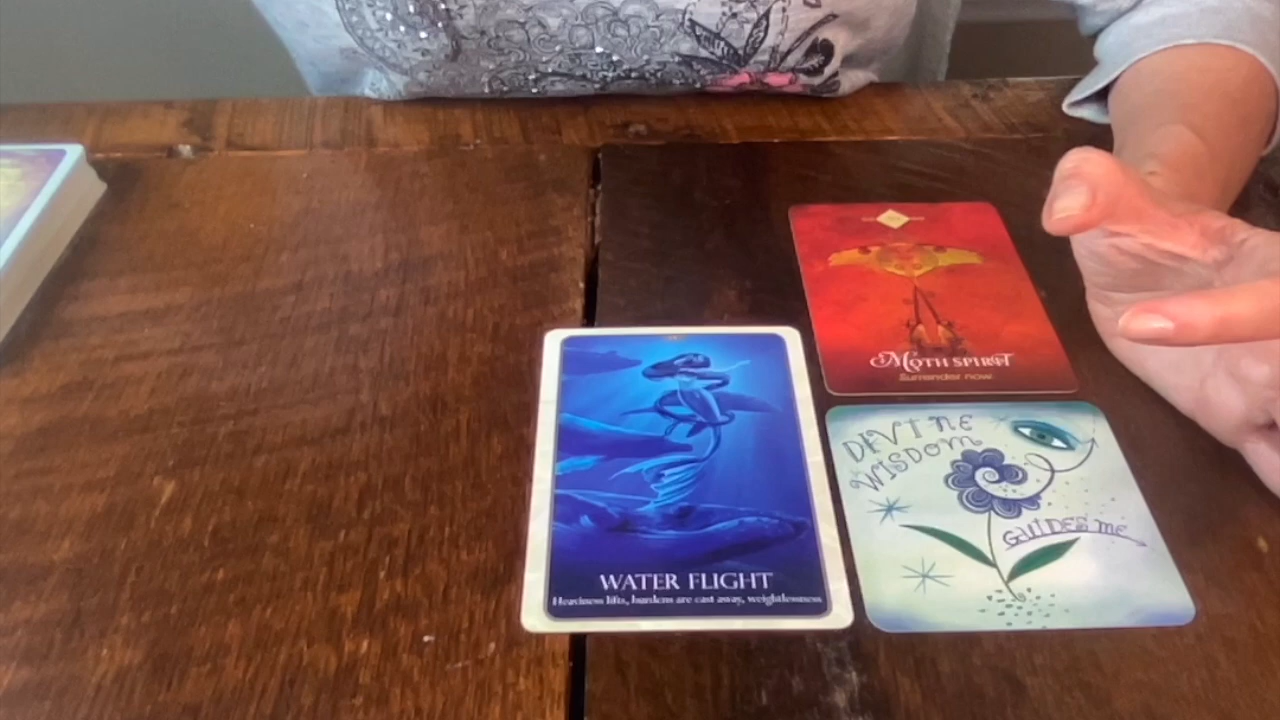 Moth Spirit
Surrender now.
DIVINE
WISDOM
GUIDES ME
WATER FLIGHT
Heaviness lifts, burdens are cast away, weightlessness